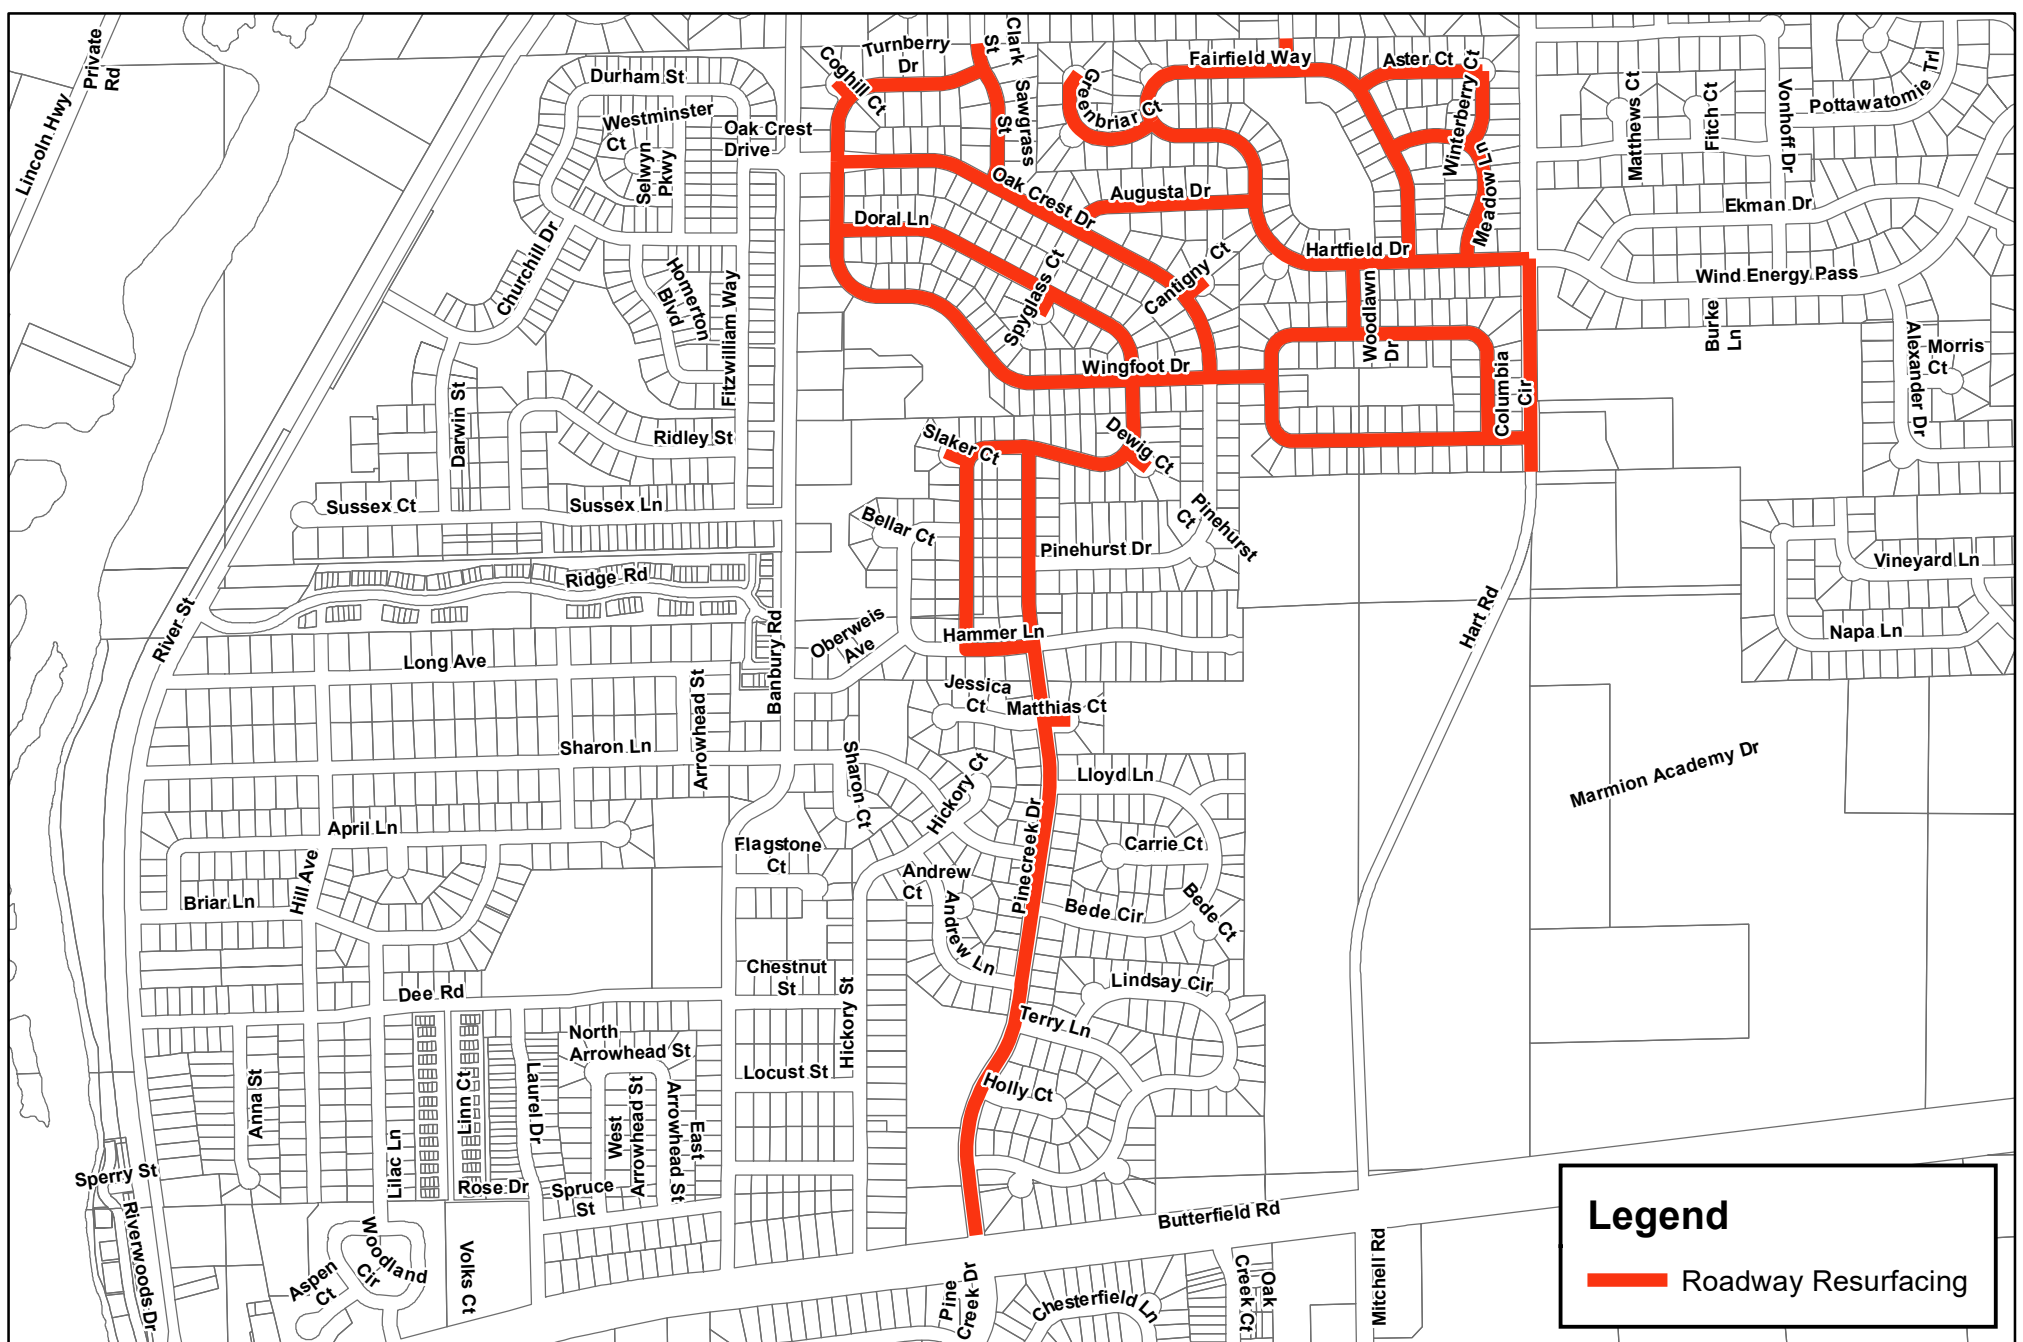 Private
Rd
Lincoln Hwy
Turnberry
Dr
Clark
St
Coghill Ct
Sawgrass
St
Greenbriar Ct
Fairfield Way
Aster Ct
Winterberry Ct
Meadow Ln
Matthews Ct
Fitch Ct
Vonhoff Dr
Pottawatomie Trl
Durham St
Westminster
Ct
Selwyn
Pkwy
Oak Crest
Drive
Oak Crest Dr
Augusta Dr
Doral Ln
Spyglass Ct
Cantigny Ct
Hartfield Dr
Ekman Dr
Wind Energy Pass
Burke
Ln
Alexander Dr
Morris
Ct
Churchill Dr
Homerton
Blvd
Fitzwilliam Way
Woodlawn
Dr
Columbia
Cir
Wingfoot Dr
Darwin St
Ridley St
Slaker Ct
Dewig Ct
Sussex Ct
Sussex Ln
Bellar Ct
Pinehurst
Ct
Pinehurst Dr
Vineyard Ln
Napa Ln
Ridge Rd
River St
Banbury Rd
Oberweis
Ave
Hammer Ln
Hart Rd
Long Ave
Arrowhead St
Jessica
Ct
Matthias Ct
Sharon Ln
Sharon Ct
Hickory Ct
Lloyd Ln
Marmion Academy Dr
April Ln
Flagstone
Ct
Pinecreek Dr
Carrie Ct
Hill Ave
Briar Ln
Andrew
Ct
Andrew Ln
Bede Cir
Bede Ct
Chestnut
St
Dee Rd
Lindsay Cir
Hickory St
Terry Ln
North
Arrowhead St
Locust St
Holly Ct
Anna St
Lilac Ln
Linn Ct
Laurel Dr
West
Arrowhead St
East
Arrowhead St
Sperry St
Rose Dr
Spruce
St
Riverwoods Dr
Butterfield Rd
Woodland
Cir
Aspen
Ct
Volks Ct
Pine
Creek Dr
Chesterfield Ln
Oak
Creek Ct
Mitchell Rd
Legend
Roadway Resurfacing